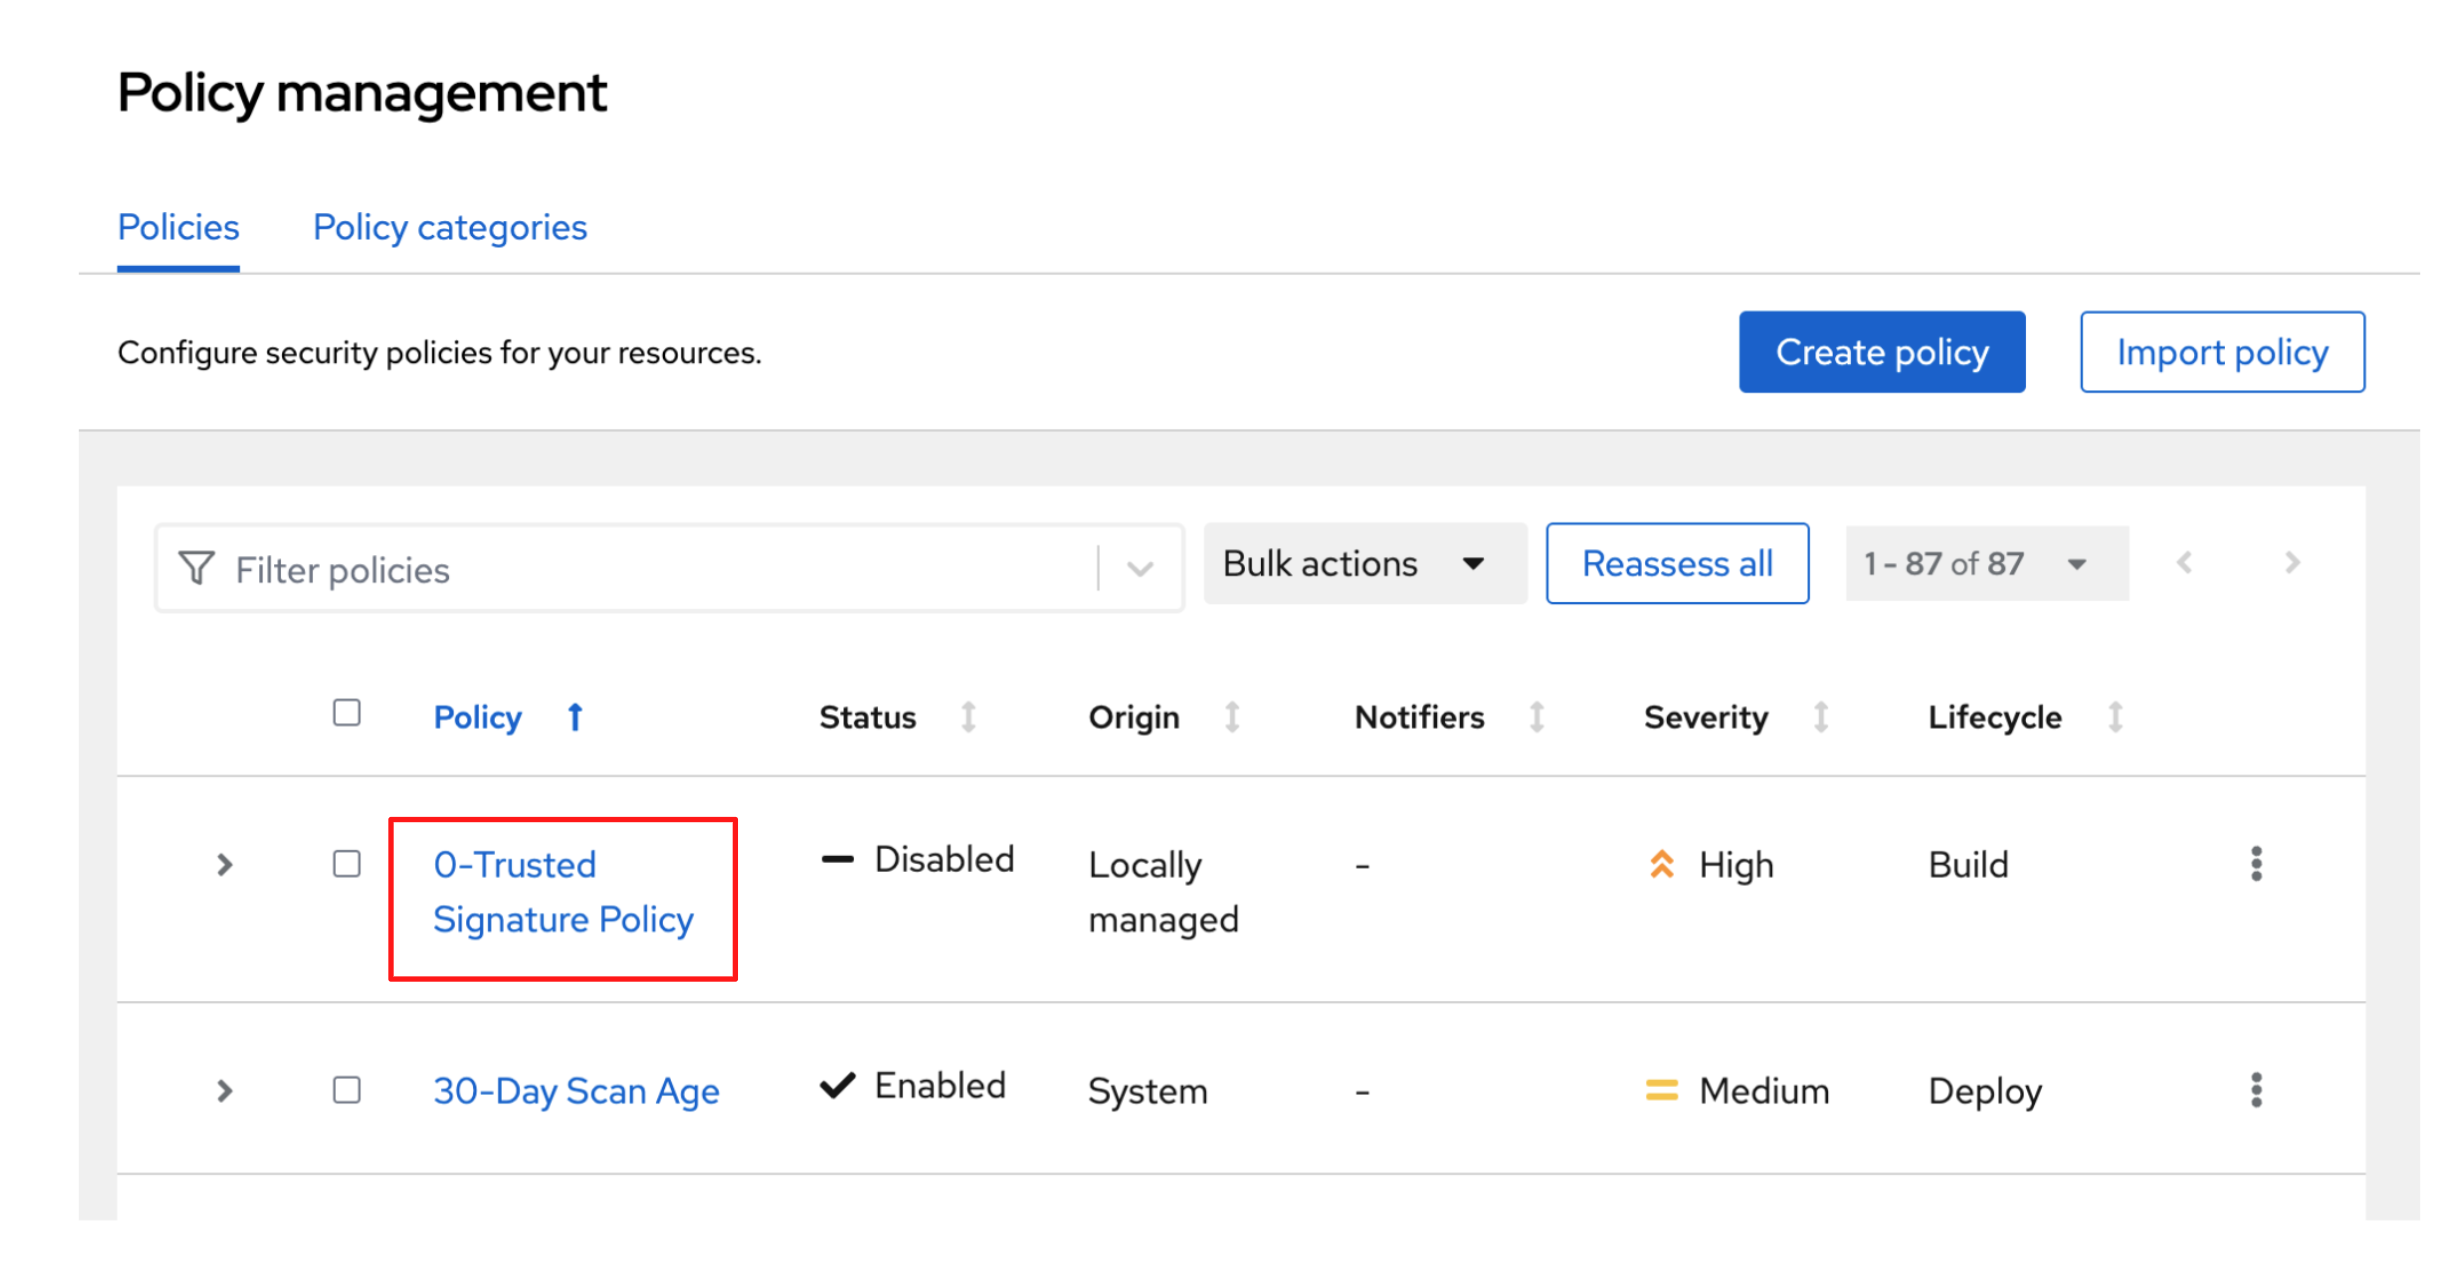 Policy management
Policies Policy categories
Configure security policies for your resources. Create policy Import policy
Filter policies Bulk actions Reassess all 1 - 87 of 87
Policy Status Origin Notifiers Severity Lifecycle
0-Trusted Signature Policy Disabled Locally managed - High Build
30-Day Scan Age Enabled System - Medium Deploy